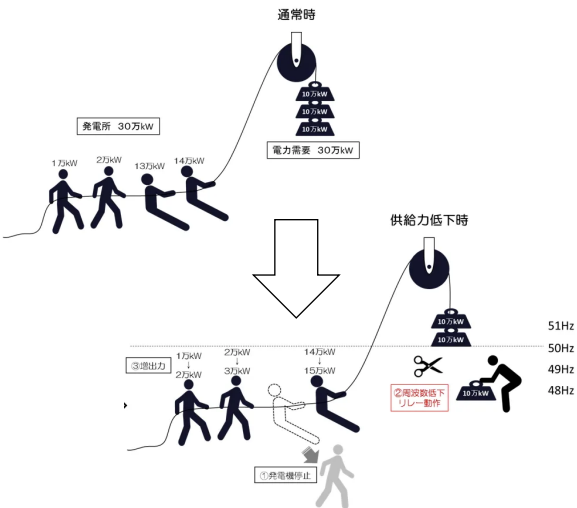 通常時
10万kW
10万kW
10万kW
発電所 30万kW
電力需要 30万kW
1万kW
2万kW
13万kW
14万kW
供給力低下時
10万kW
10万kW
51Hz
50Hz
49Hz
48Hz
③増出力
1万kW
↓
2万kW
2万kW
↓
3万kW
14万kW
↓
15万kW
②周波数低下
リレー動作
10万kW
①発電機停止